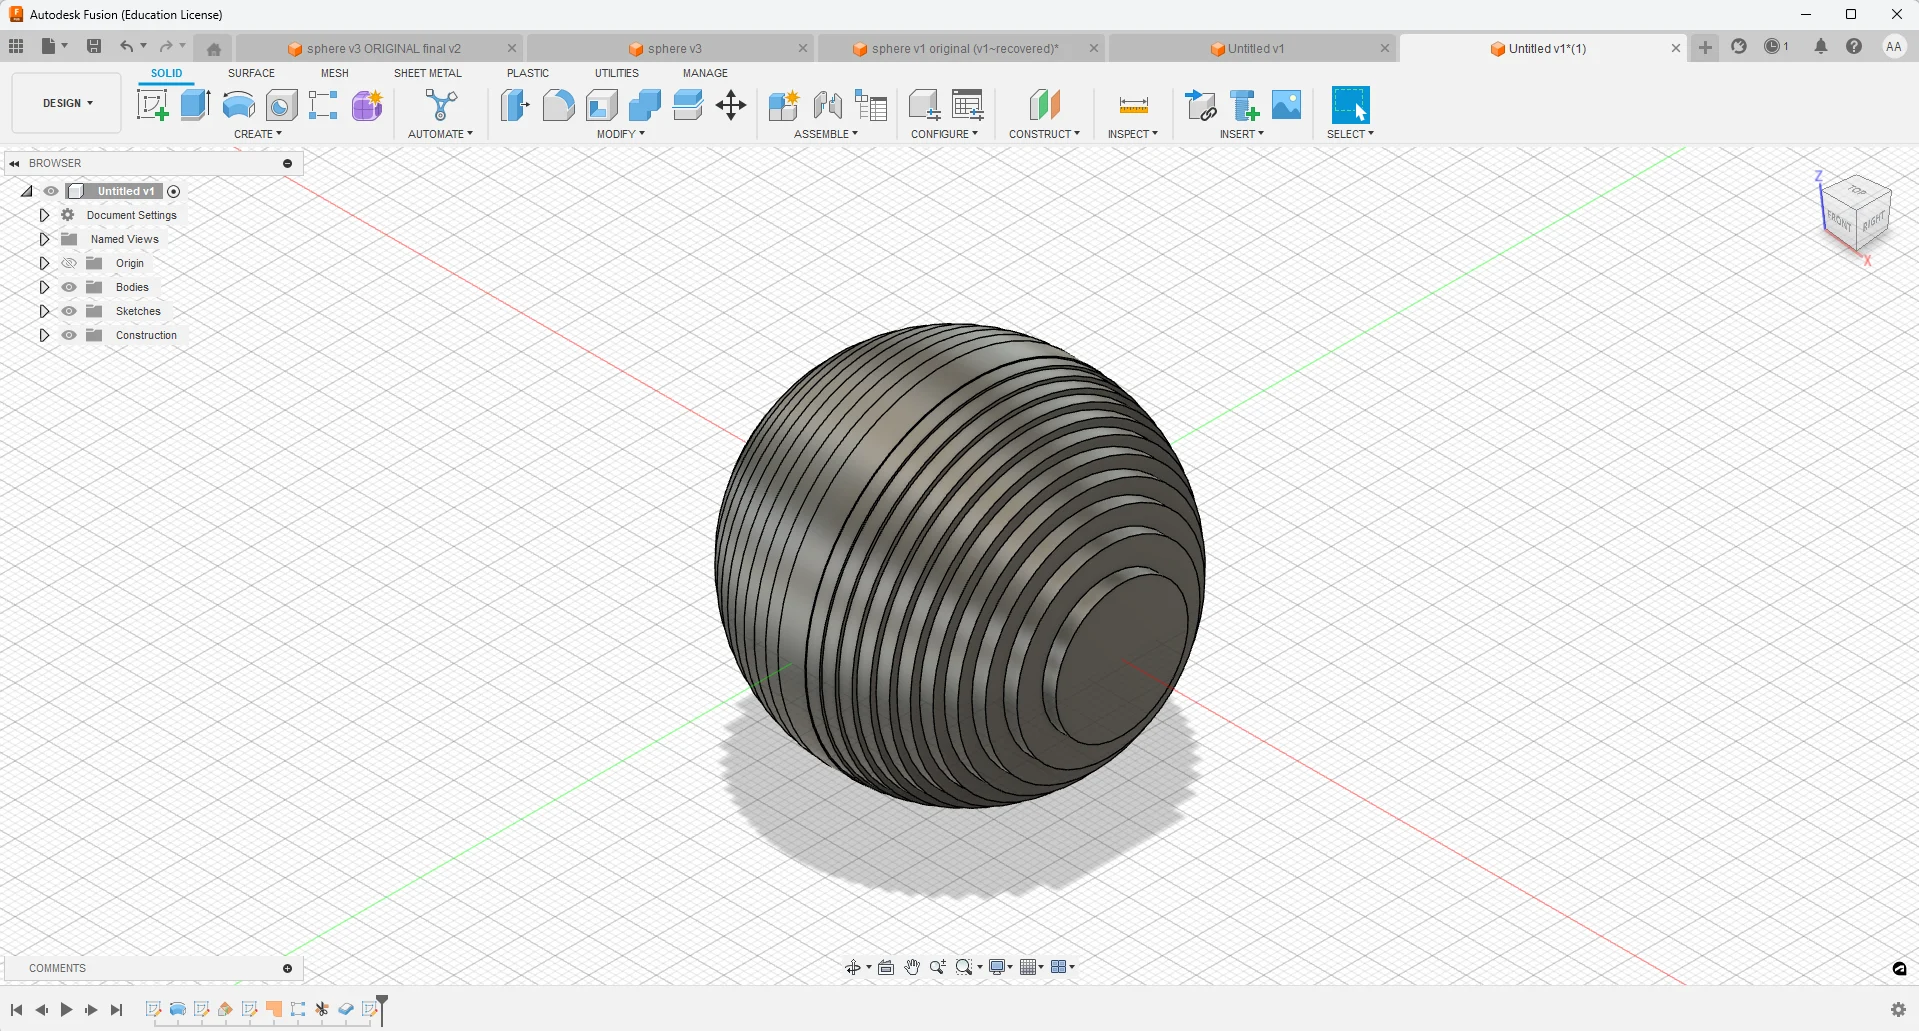 Autodesk Fusion (Education License)
sphere v3 ORIGINAL final v2
sphere v3
sphere v1 original (v1~recovered)*
Untitled v1
Untitled v1*(1)
1
AA
DESIGN
SOLID
SURFACE
MESH
SHEET METAL
PLASTIC
UTILITIES
MANAGE
CREATE
AUTOMATE
MODIFY
ASSEMBLE
CONFIGURE
CONSTRUCT
INSPECT
INSERT
SELECT
BROWSER
Untitled v1
Document Settings
Named Views
Origin
Bodies
Sketches
Construction
Z
TOP
FRONT
RIGHT
X
COMMENTS